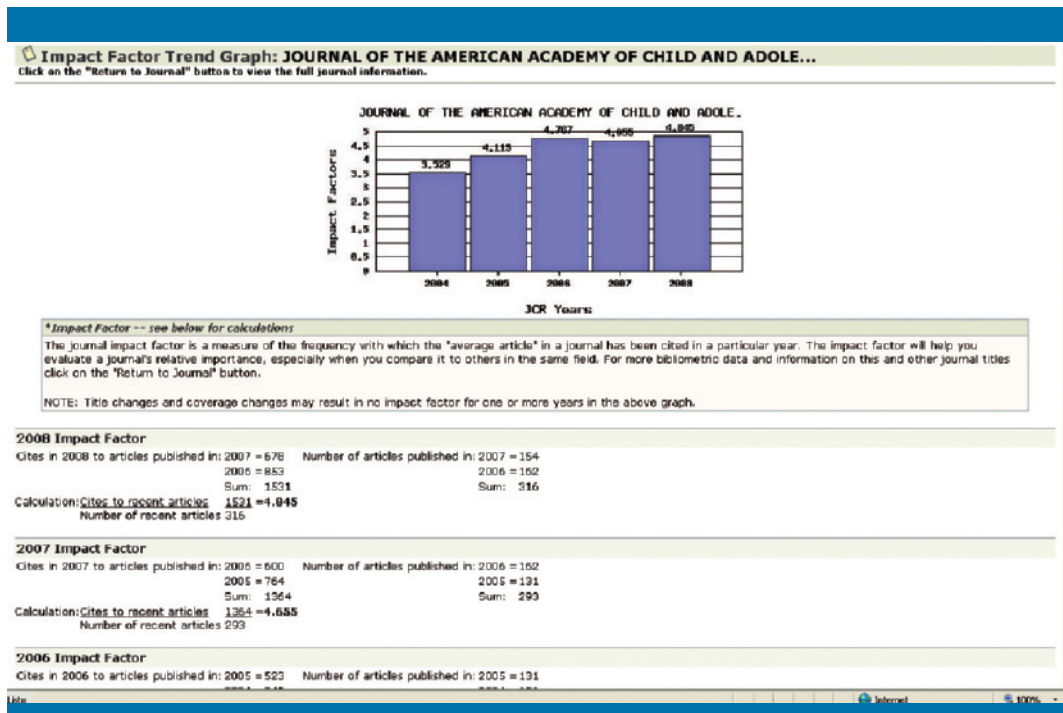 Impact Factor Trend Graph: JOURNAL OF THE AMERICAN ACADEMY OF CHILD AND ADOLE...
Click on the "Return to Journal" button to view the full journal information.
JOURNAL OF THE AMERICAN ACADEMY OF CHILD AND ADOLE.
Impact Factors
5
4.5
4
3.5
3
2.5
2
1.5
1
0.5
0
3.529
4.113
4.767
4.655
4.845
2004 2005 2006 2007 2008
JCR Years
*Impact Factor -- see below for calculations
The journal impact factor is a measure of the frequency with which the "average article" in a journal has been cited in a particular year. The impact factor will help you
evaluate a journal's relative importance, especially when you compare it to others in the same field. For more bibliometric data and information on this and other journal titles
click on the "Return to Journal" button.
NOTE: Title changes and coverage changes may result in no impact factor for one or more years in the above graph.
2008 Impact Factor
Cites in 2008 to articles published in: 2007 = 678 Number of articles published in: 2007 = 154
2006 = 853 2006 = 162
Sum: 1531 Sum: 316
Calculation: Cites to recent articles 1531 = 4.845
Number of recent articles 316
2007 Impact Factor
Cites in 2007 to articles published in: 2006 = 600 Number of articles published in: 2006 = 162
2005 = 764 2005 = 131
Sum: 1364 Sum: 293
Calculation: Cites to recent articles 1364 = 4.655
Number of recent articles 293
2006 Impact Factor
Cites in 2006 to articles published in: 2005 = 523 Number of articles published in: 2005 = 131
Internet 100%